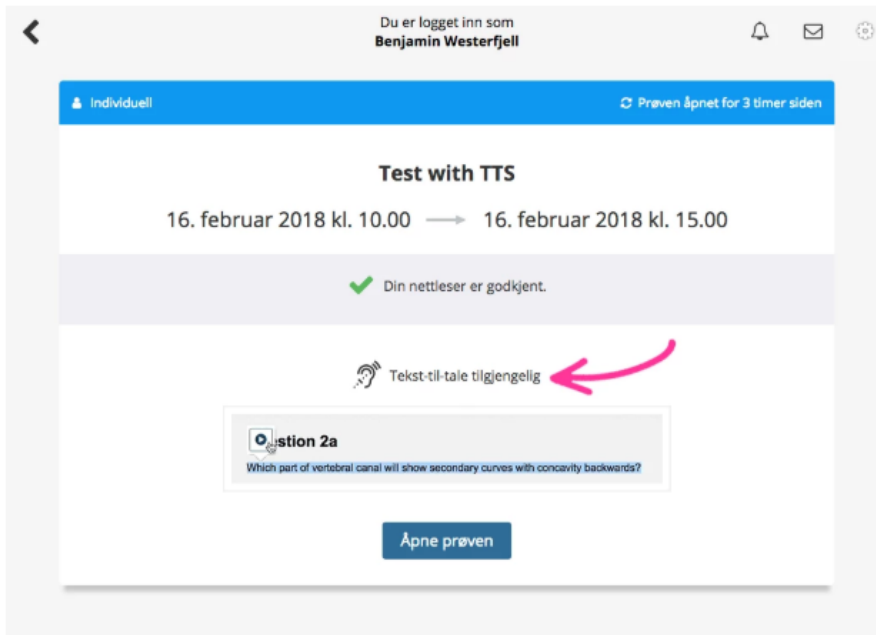 Du er logget inn som
Benjamin Westerfjell
Individuell
Prøven åpnet for 3 timer siden
Test with TTS
16. februar 2018 kl. 10.00 → 16. februar 2018 kl. 15.00
Din nettleser er godkjent.
Tekst-til-tale tilgjengelig
stion 2a
Which part of vertebral canal will show secondary curves with concavity backwards?
Åpne prøven